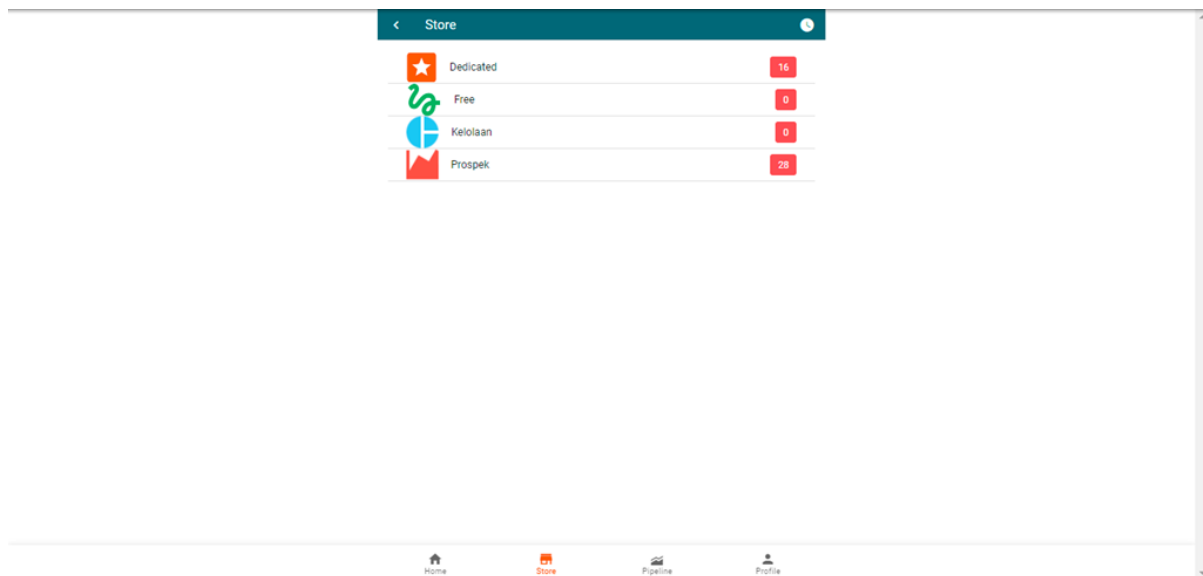 Store
Dedicated 16
Free 0
Kelolaan 0
Prospek 28
Home Store Pipeline Profile